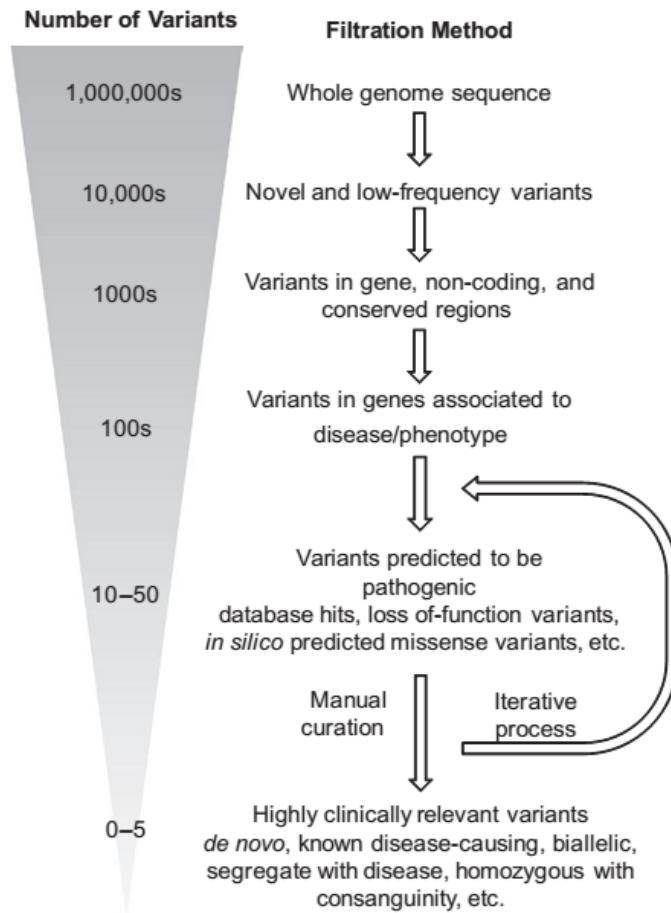 Number of Variants
Filtration Method
1,000,000s
Whole genome sequence
10,000s
Novel and low-frequency variants
1000s
Variants in gene, non-coding, and
conserved regions
100s
Variants in genes associated to
disease/phenotype
10–50
Variants predicted to be
pathogenic
database hits, loss of-function variants,
in silico predicted missense variants, etc.
Manual
curation
Iterative
process
0–5
Highly clinically relevant variants
de novo, known disease-causing, biallelic,
segregate with disease, homozygous with
consanguinity, etc.